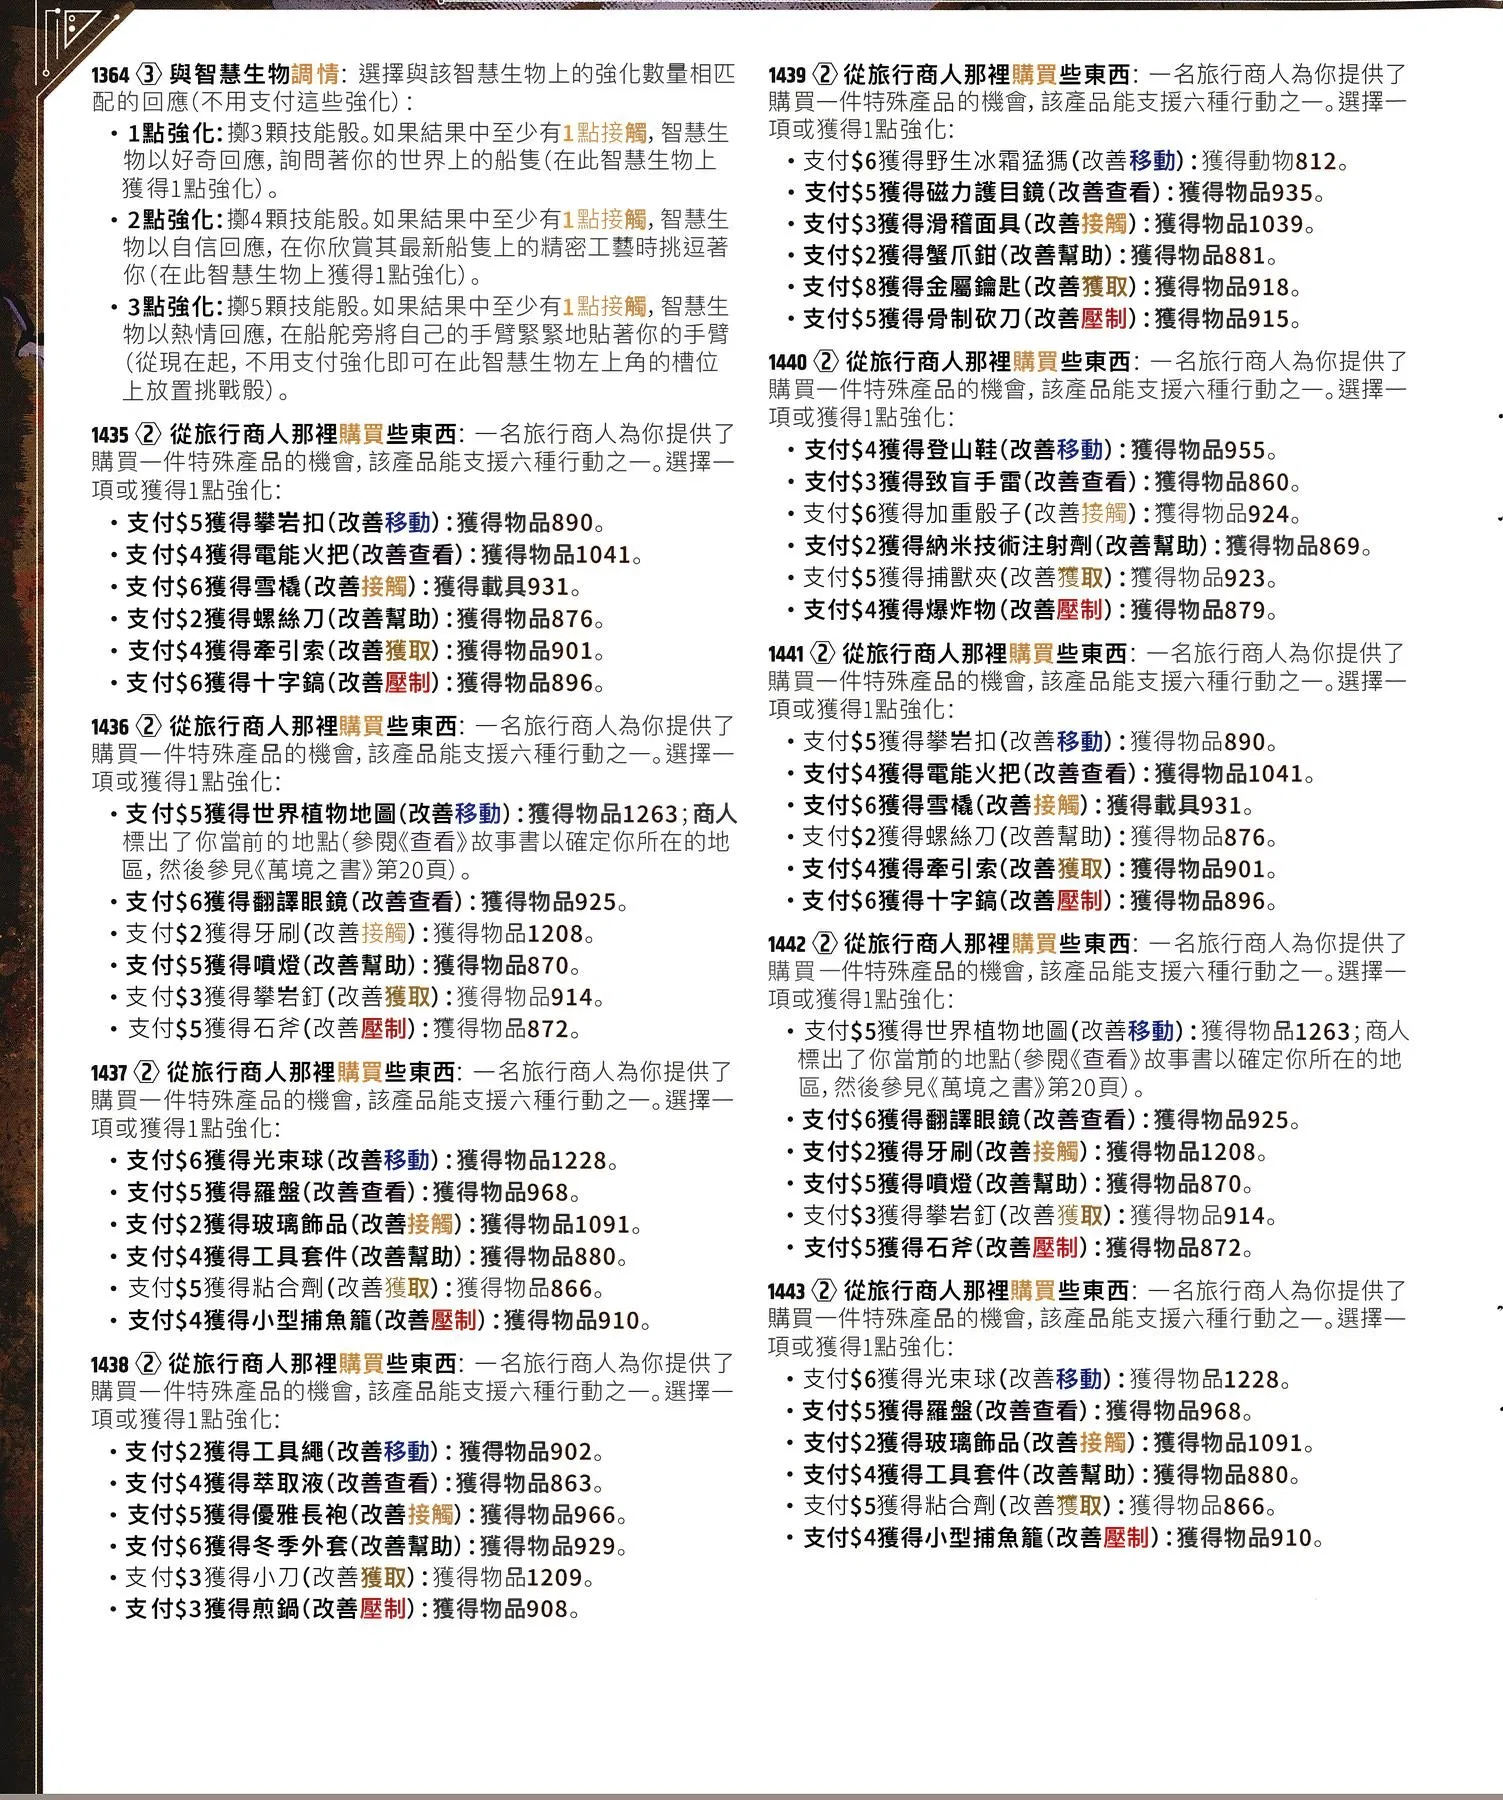 1364 ③ 與智慧生物調情：選擇與該智慧生物上的強化數量相匹
配的回應（不用支付這些強化）：
・1點強化：擲3顆技能骰。如果結果中至少有1點接觸，智慧生
物以好奇回應，詢問著你的世界上的船隻（在此智慧生物上
獲得1點強化）。
・2點強化：擲4顆技能骰。如果結果中至少有1點接觸，智慧生
物以自信回應，在你欣賞其最新船隻上的精密工藝時挑逗著
你（在此智慧生物上獲得1點強化）。
・3點強化：擲5顆技能骰。如果結果中至少有1點接觸，智慧生
物以熱情回應，在船舵旁將自己的手臂緊緊地貼著你的手臂
（從現在起，不用支付強化即可在此智慧生物左上角的槽位
上放置挑戰骰）。
1435 ② 從旅行商人那裡購買些東西：一名旅行商人為你提供了
購買一件特殊產品的機會，該產品能支援六種行動之一。選擇一
項或獲得1點強化：
・支付$5獲得攀岩扣（改善移動）：獲得物品890。
・支付$4獲得電能火把（改善查看）：獲得物品1041。
・支付$6獲得雪橇（改善接觸）：獲得載具931。
・支付$2獲得螺絲刀（改善幫助）：獲得物品876。
・支付$4獲得牽引索（改善獲取）：獲得物品901。
・支付$6獲得十字鎬（改善壓制）：獲得物品896。
1436 ② 從旅行商人那裡購買些東西：一名旅行商人為你提供了
購買一件特殊產品的機會，該產品能支援六種行動之一。選擇一
項或獲得1點強化：
・支付$5獲得世界植物地圖（改善移動）：獲得物品1263；商人
標出了你當前的地點（參閱《查看》故事書以確定你所在的地
區，然後參見《萬境之書》第20頁）。
・支付$6獲得翻譯眼鏡（改善查看）：獲得物品925。
・支付$2獲得牙刷（改善接觸）：獲得物品1208。
・支付$5獲得噴燈（改善幫助）：獲得物品870。
・支付$3獲得攀岩釘（改善獲取）：獲得物品914。
・支付$5獲得石斧（改善壓制）：獲得物品872。
1437 ② 從旅行商人那裡購買些東西：一名旅行商人為你提供了
購買一件特殊產品的機會，該產品能支援六種行動之一。選擇一
項或獲得1點強化：
・支付$6獲得光束球（改善移動）：獲得物品1228。
・支付$5獲得羅盤（改善查看）：獲得物品968。
・支付$2獲得玻璃飾品（改善接觸）：獲得物品1091。
・支付$4獲得工具套件（改善幫助）：獲得物品880。
・支付$5獲得粘合劑（改善獲取）：獲得物品866。
・支付$4獲得小型捕魚籠（改善壓制）：獲得物品910。
1438 ② 從旅行商人那裡購買些東西：一名旅行商人為你提供了
購買一件特殊產品的機會，該產品能支援六種行動之一。選擇一
項或獲得1點強化：
・支付$2獲得工具繩（改善移動）：獲得物品902。
・支付$4獲得萃取液（改善查看）：獲得物品863。
・支付$5獲得優雅長袍（改善接觸）：獲得物品966。
・支付$6獲得冬季外套（改善幫助）：獲得物品929。
・支付$3獲得小刀（改善獲取）：獲得物品1209。
・支付$3獲得煎鍋（改善壓制）：獲得物品908。
1439 ② 從旅行商人那裡購買些東西：一名旅行商人為你提供了
購買一件特殊產品的機會，該產品能支援六種行動之一。選擇一
項或獲得1點強化：
・支付$6獲得野生冰霜猛獁（改善移動）：獲得動物812。
・支付$5獲得磁力護目鏡（改善查看）：獲得物品935。
・支付$3獲得滑稽面具（改善接觸）：獲得物品1039。
・支付$2獲得蟹爪鉗（改善幫助）：獲得物品881。
・支付$8獲得金屬鑰匙（改善獲取）：獲得物品918。
・支付$5獲得骨制砍刀（改善壓制）：獲得物品915。
1440 ② 從旅行商人那裡購買些東西：一名旅行商人為你提供了
購買一件特殊產品的機會，該產品能支援六種行動之一。選擇一
項或獲得1點強化：
・支付$4獲得登山鞋（改善移動）：獲得物品955。
・支付$3獲得致盲手雷（改善查看）：獲得物品860。
・支付$6獲得加重骰子（改善接觸）：獲得物品924。
・支付$2獲得納米技術注射劑（改善幫助）：獲得物品869。
・支付$5獲得捕獸夾（改善獲取）：獲得物品923。
・支付$4獲得爆炸物（改善壓制）：獲得物品879。
1441 ② 從旅行商人那裡購買些東西：一名旅行商人為你提供了
購買一件特殊產品的機會，該產品能支援六種行動之一。選擇一
項或獲得1點強化：
・支付$5獲得攀岩扣（改善移動）：獲得物品890。
・支付$4獲得電能火把（改善查看）：獲得物品1041。
・支付$6獲得雪橇（改善接觸）：獲得載具931。
・支付$2獲得螺絲刀（改善幫助）：獲得物品876。
・支付$4獲得牽引索（改善獲取）：獲得物品901。
・支付$6獲得十字鎬（改善壓制）：獲得物品896。
1442 ② 從旅行商人那裡購買些東西：一名旅行商人為你提供了
購買一件特殊產品的機會，該產品能支援六種行動之一。選擇一
項或獲得1點強化：
・支付$5獲得世界植物地圖（改善移動）：獲得物品1263；商人
標出了你當前的地點（參閱《查看》故事書以確定你所在的地
區，然後參見《萬境之書》第20頁）。
・支付$6獲得翻譯眼鏡（改善查看）：獲得物品925。
・支付$2獲得牙刷（改善接觸）：獲得物品1208。
・支付$5獲得噴燈（改善幫助）：獲得物品870。
・支付$3獲得攀岩釘（改善獲取）：獲得物品914。
・支付$5獲得石斧（改善壓制）：獲得物品872。
1443 ② 從旅行商人那裡購買些東西：一名旅行商人為你提供了
購買一件特殊產品的機會，該產品能支援六種行動之一。選擇一
項或獲得1點強化：
・支付$6獲得光束球（改善移動）：獲得物品1228。
・支付$5獲得羅盤（改善查看）：獲得物品968。
・支付$2獲得玻璃飾品（改善接觸）：獲得物品1091。
・支付$4獲得工具套件（改善幫助）：獲得物品880。
・支付$5獲得粘合劑（改善獲取）：獲得物品866。
・支付$4獲得小型捕魚籠（改善壓制）：獲得物品910。